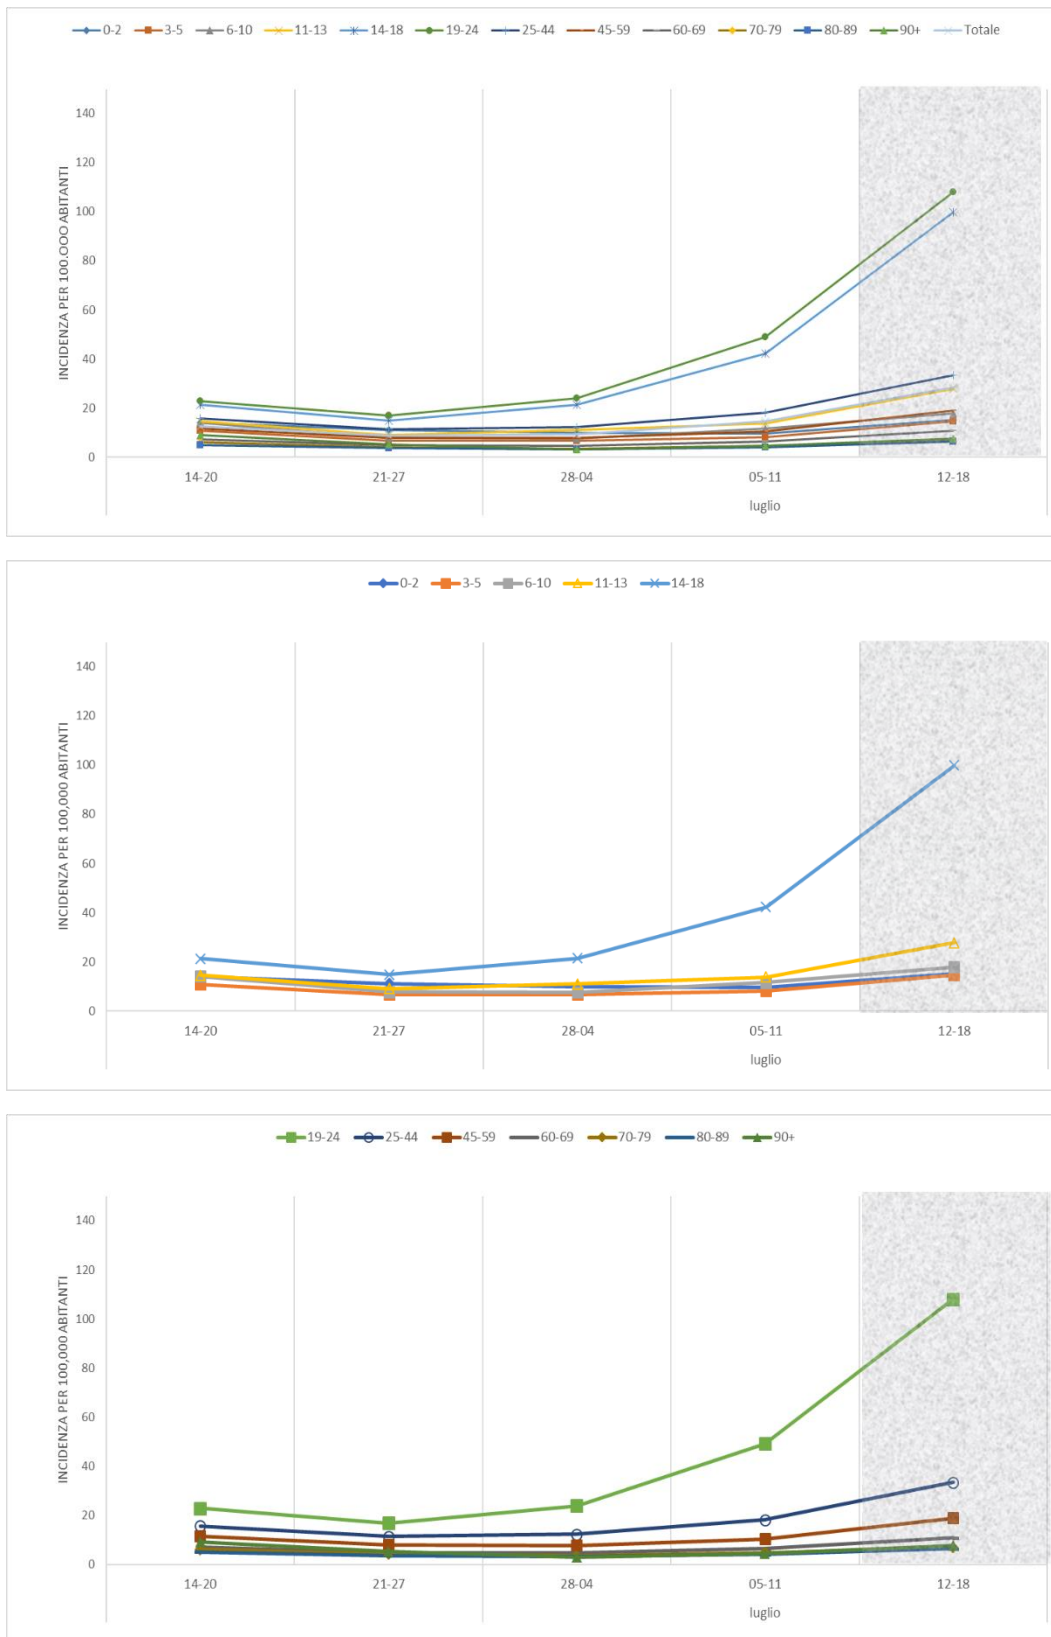 0-2 3-5 6-10 11-13 14-18 19-24 25-44 45-59 60-69 70-79 80-89 90+ Totale
INCIDENZA PER 100.000 ABITANTI
140
120
100
80
60
40
20
0
14-20 21-27 28-04 05-11 12-18
luglio
0-2 3-5 6-10 11-13 14-18
INCIDENZA PER 100,000 ABITANTI
140
120
100
80
60
40
20
0
14-20 21-27 28-04 05-11 12-18
luglio
19-24 25-44 45-59 60-69 70-79 80-89 90+
INCIDENZA PER 100,000 ABITANTI
140
120
100
80
60
40
20
0
14-20 21-27 28-04 05-11 12-18
luglio